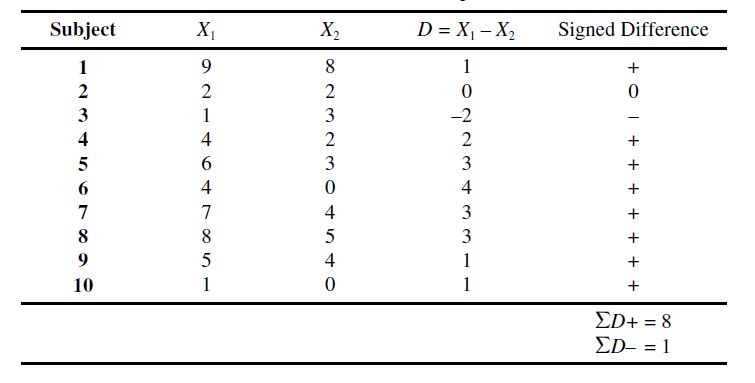 Subject X₁ X₂ D = X₁ – X₂ Signed Difference
1 9 8 1 +
2 2 2 0 0
3 1 3 –2 –
4 4 2 2 +
5 6 3 3 +
6 4 0 4 +
7 7 4 3 +
8 8 5 3 +
9 5 4 1 +
10 1 0 1 +
ΣD+ = 8
ΣD– = 1